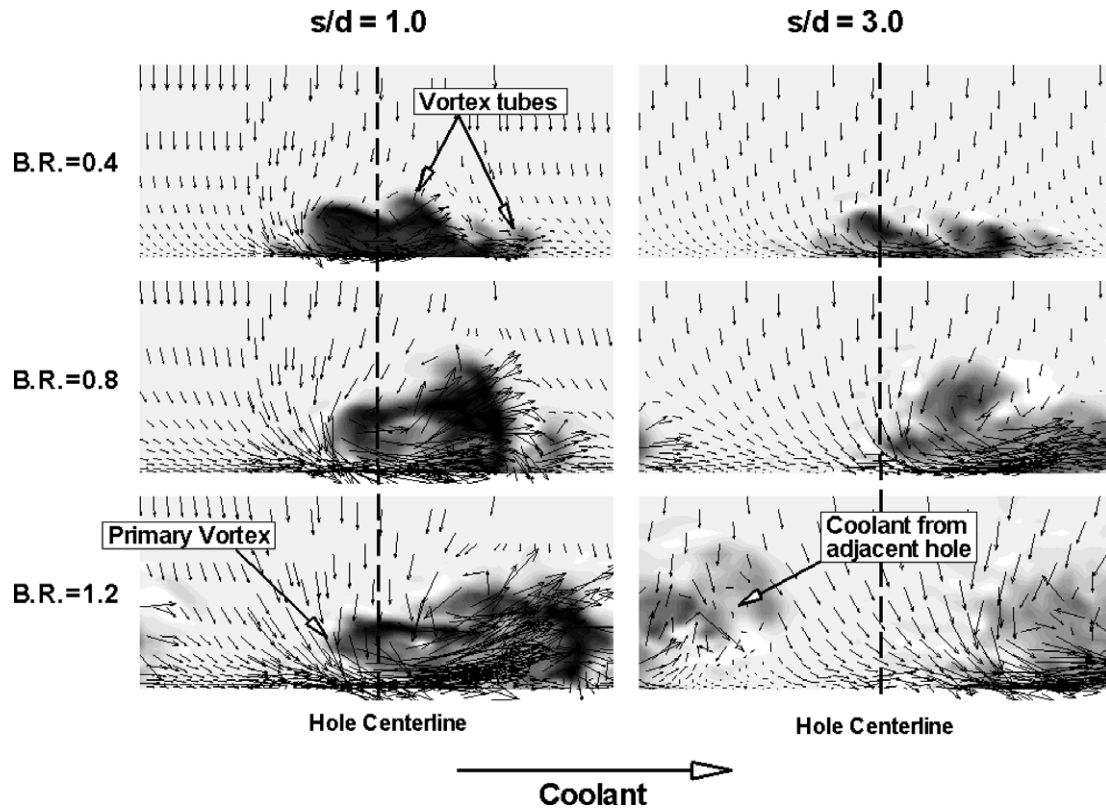 s/d = 1.0
s/d = 3.0
Vortex tubes
B.R.=0.4
B.R.=0.8
Primary Vortex
Coolant from
adjacent hole
B.R.=1.2
Hole Centerline
Hole Centerline
Coolant